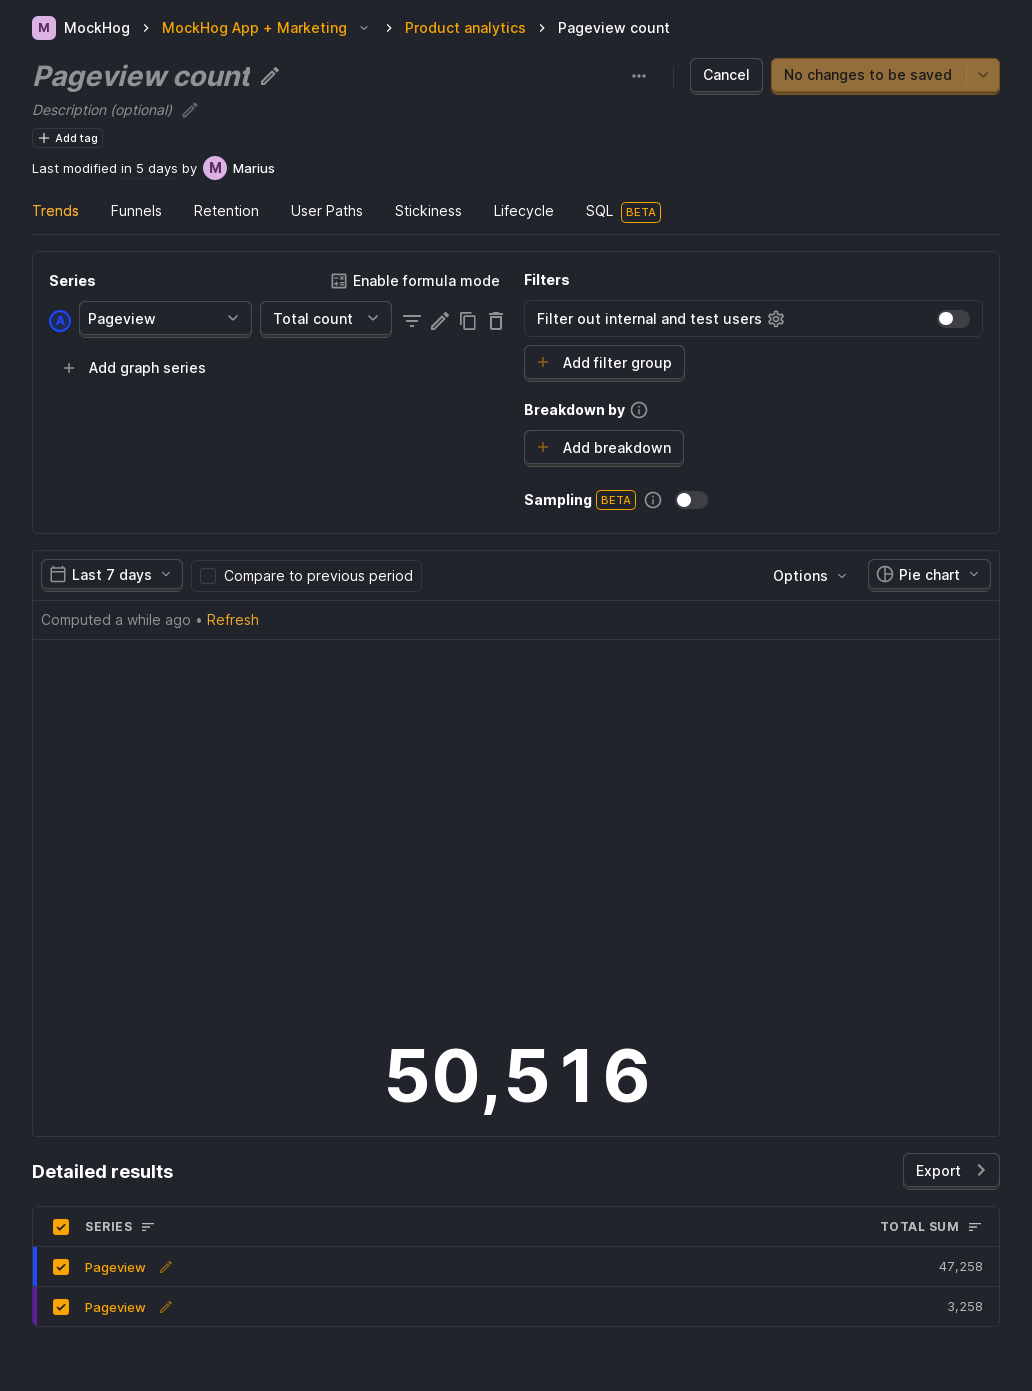 M MockHog > MockHog App + Marketing > Product analytics > Pageview count
Pageview count
Cancel
No changes to be saved
Description (optional)
Add tag
Last modified in 5 days by M Marius
Trends Funnels Retention User Paths Stickiness Lifecycle SQL BETA
Series
Enable formula mode
A Pageview Total count
Add graph series
Filters
Filter out internal and test users
Add filter group
Breakdown by
Add breakdown
Sampling BETA
Last 7 days Compare to previous period Options Pie chart
Computed a while ago • Refresh
50,516
Detailed results
Export
SERIES TOTAL SUM
Pageview 47,258
Pageview 3,258